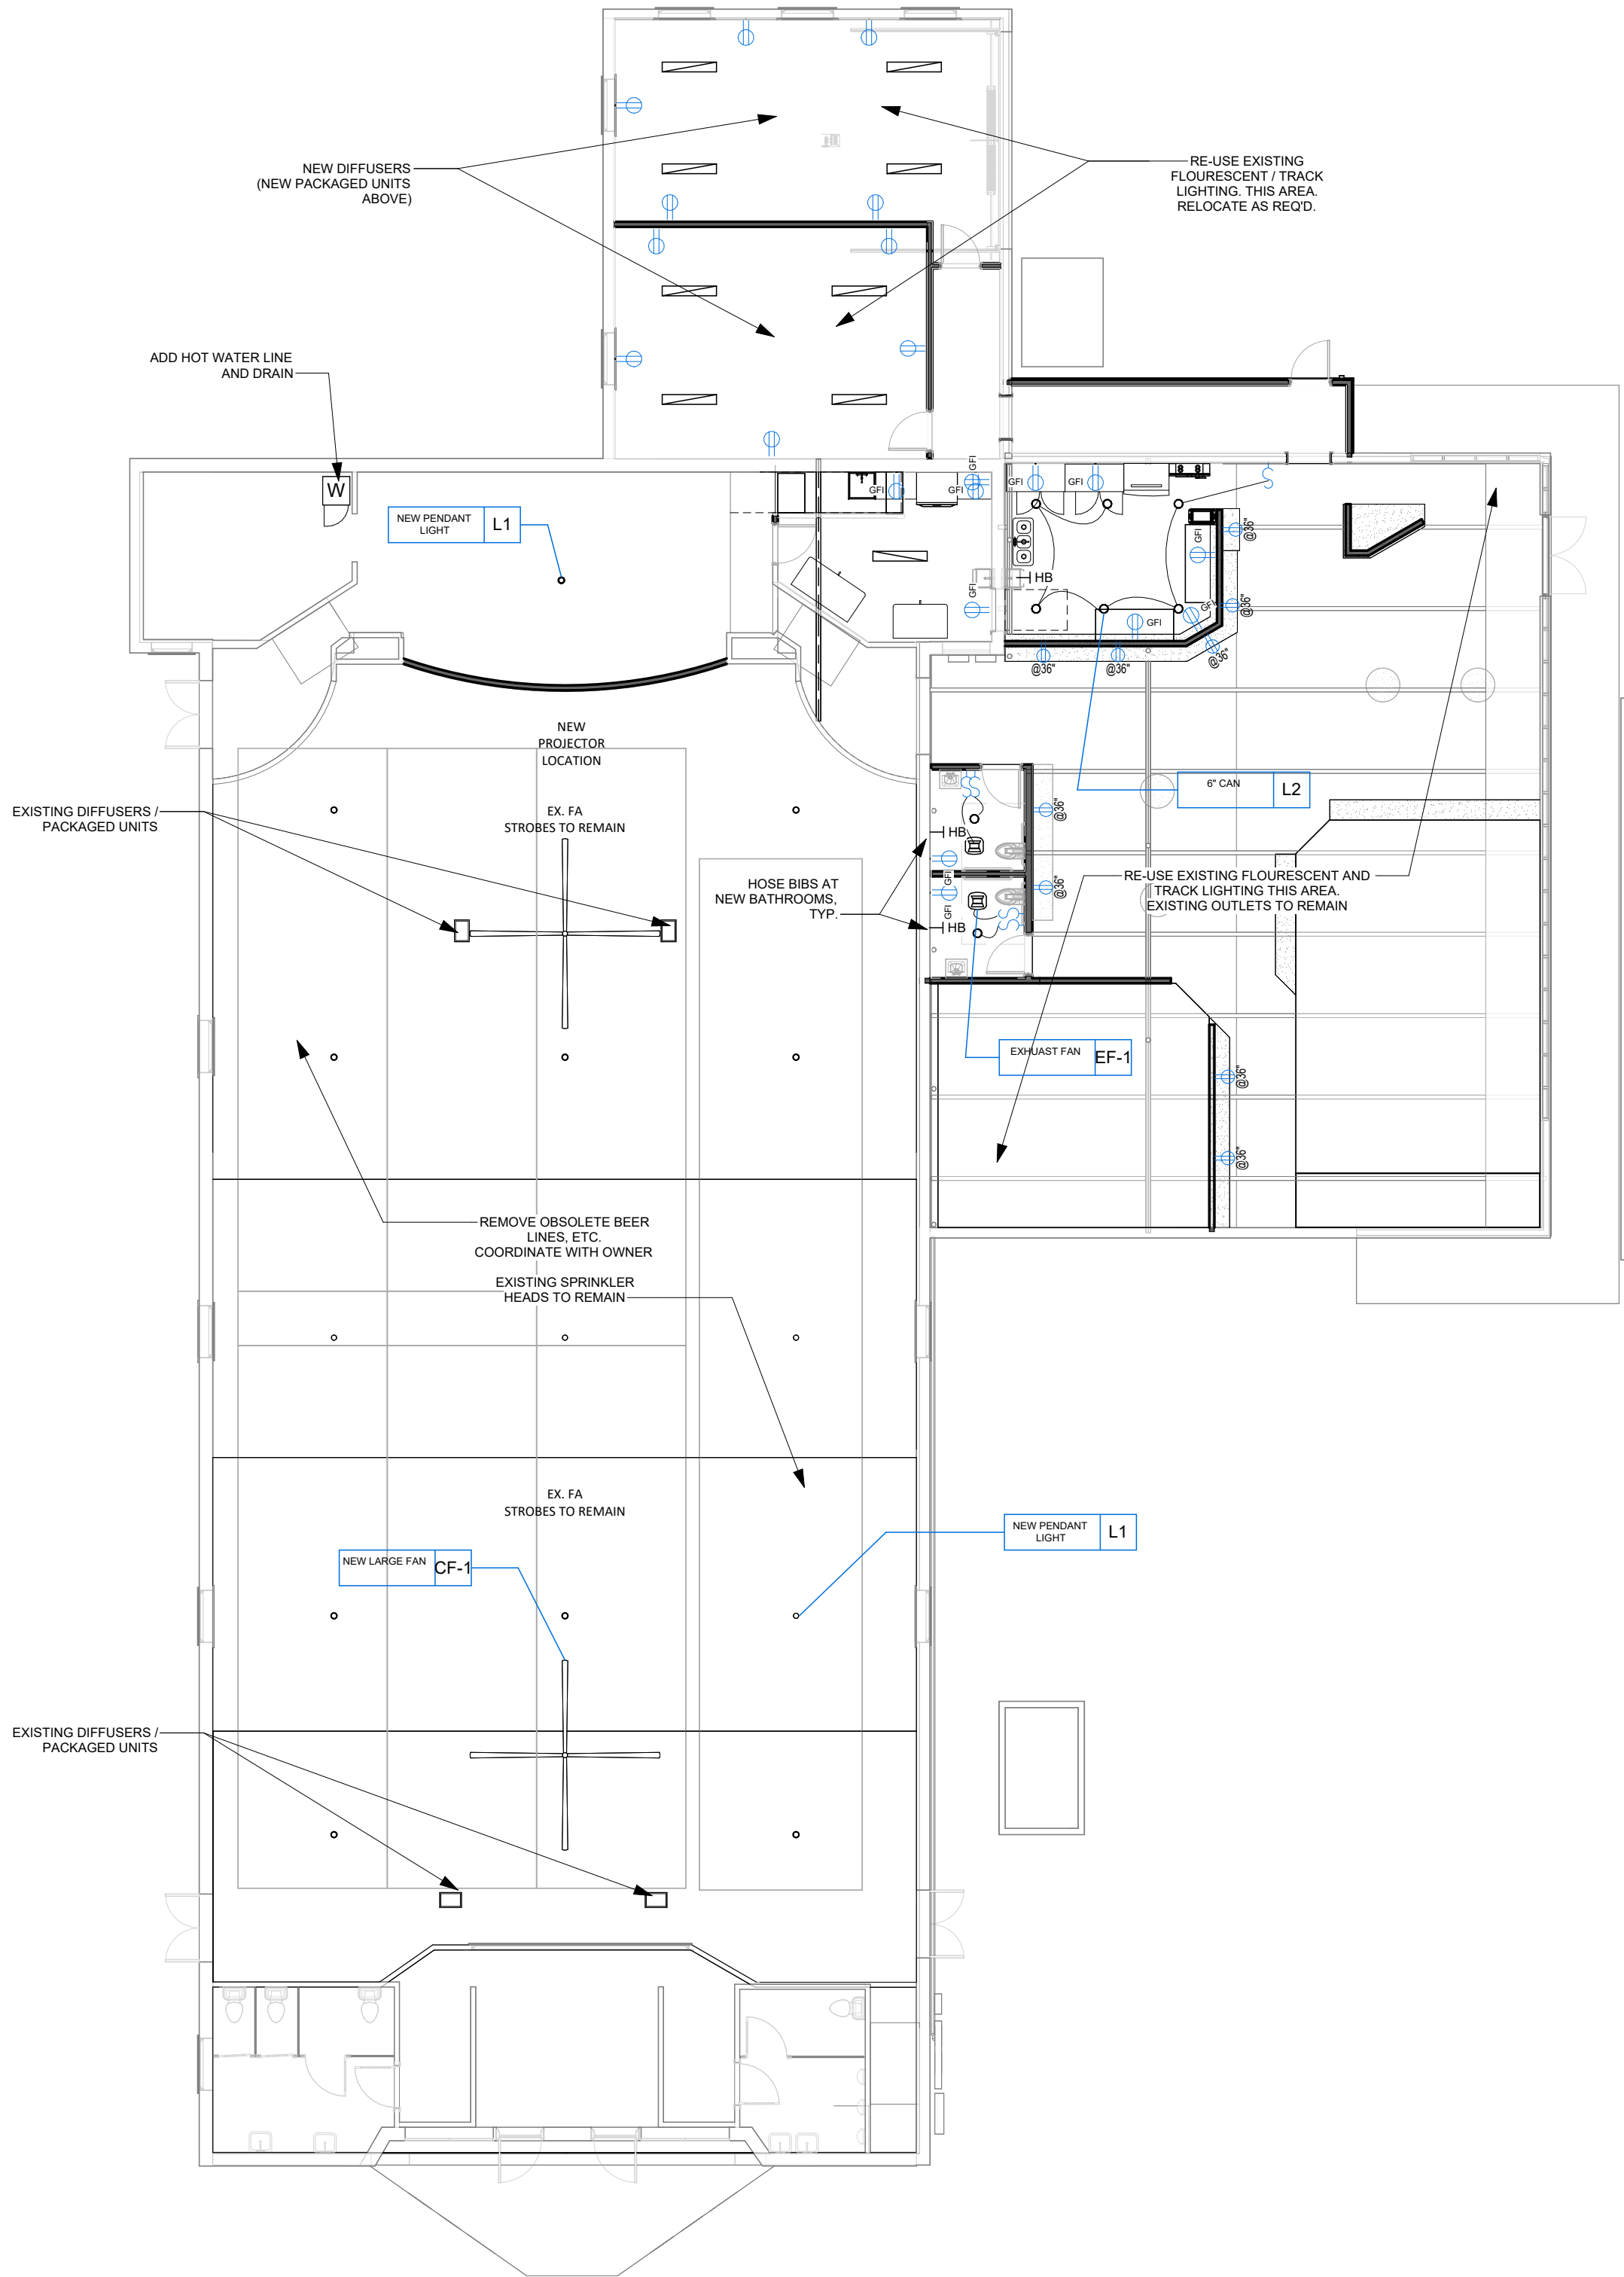 NEW DIFFUSERS
(NEW PACKAGED UNITS
ABOVE)
RE-USE EXISTING
FLOURESCENT / TRACK
LIGHTING. THIS AREA.
RELOCATE AS REQ'D.
ADD HOT WATER LINE
AND DRAIN
W
NEW PENDANT
LIGHT
L1
GFI
GFI
GFI
GFI
GFI
GFI
GFI
GFI
GFI
GFI
HB
@36"
@36"
@36"
@36"
@36"
NEW
PROJECTOR
LOCATION
6" CAN
L2
EXISTING DIFFUSERS /
PACKAGED UNITS
EX. FA
STROBES TO REMAIN
HB
@36"
GFI
HOSE BIBS AT
NEW BATHROOMS,
TYP.
@36"
GFI
HB
RE-USE EXISTING FLOURESCENT AND
TRACK LIGHTING THIS AREA.
EXISTING OUTLETS TO REMAIN
EXHUAST FAN
EF-1
@36"
@36"
REMOVE OBSOLETE BEER
LINES, ETC.
COORDINATE WITH OWNER
EXISTING SPRINKLER
HEADS TO REMAIN
EX. FA
STROBES TO REMAIN
NEW PENDANT
LIGHT
L1
NEW LARGE FAN
CF-1
EXISTING DIFFUSERS /
PACKAGED UNITS